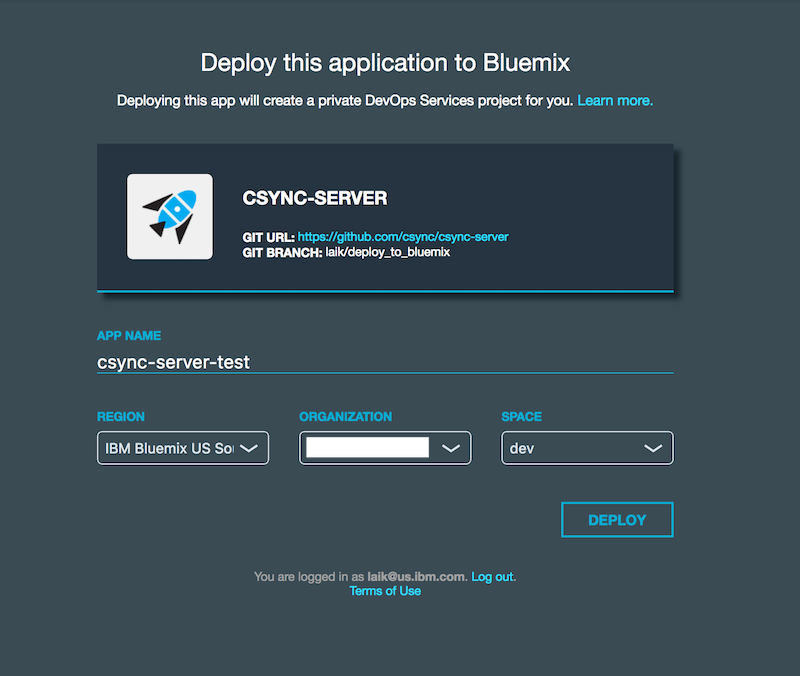 Deploy this application to Bluemix
Deploying this app will create a private DevOps Services project for you. Learn more.
CSYNC-SERVER
GIT URL: https://github.com/csync/csync-server
GIT BRANCH: laik/deploy_to_bluemix
APP NAME
csync-server-test
REGION ORGANIZATION SPACE
IBM Bluemix US Sou dev
DEPLOY
You are logged in as laik@us.ibm.com. Log out.
Terms of Use